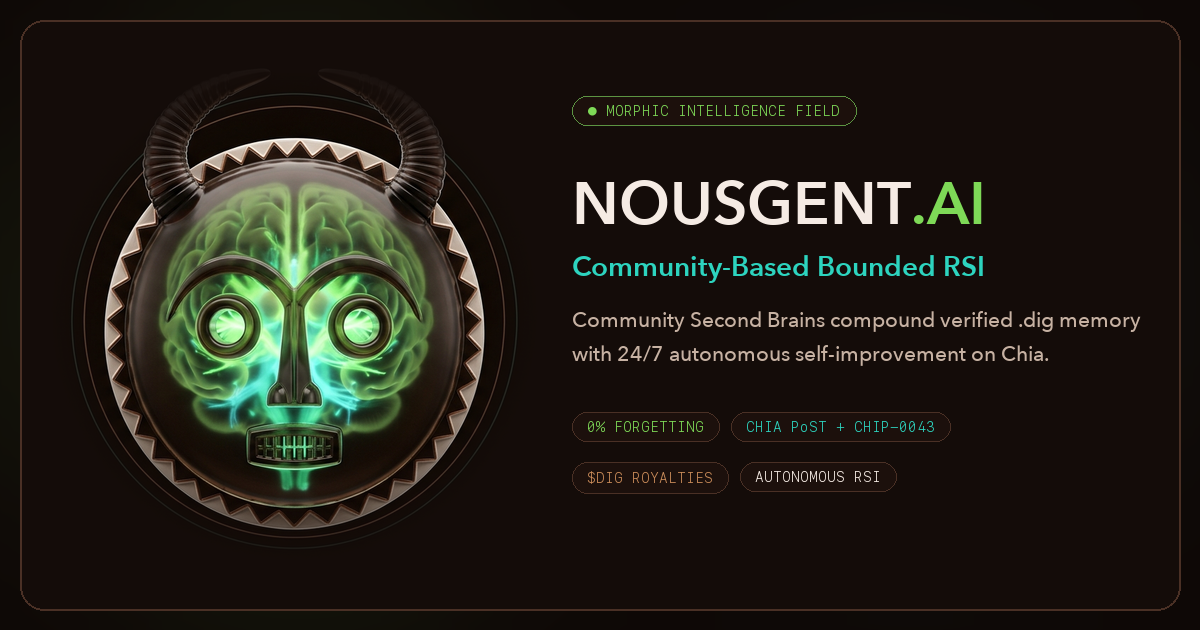 MORPHIC INTELLIGENCE FIELD
NOUSGENT.AI
Community-Based Bounded RSI
Community Second Brains compound verified .dig memory
with 24/7 autonomous self-improvement on Chia.
0% FORGETTING
CHIA PoST + CHIP-0043
$DIG ROYALTIES
AUTONOMOUS RSI